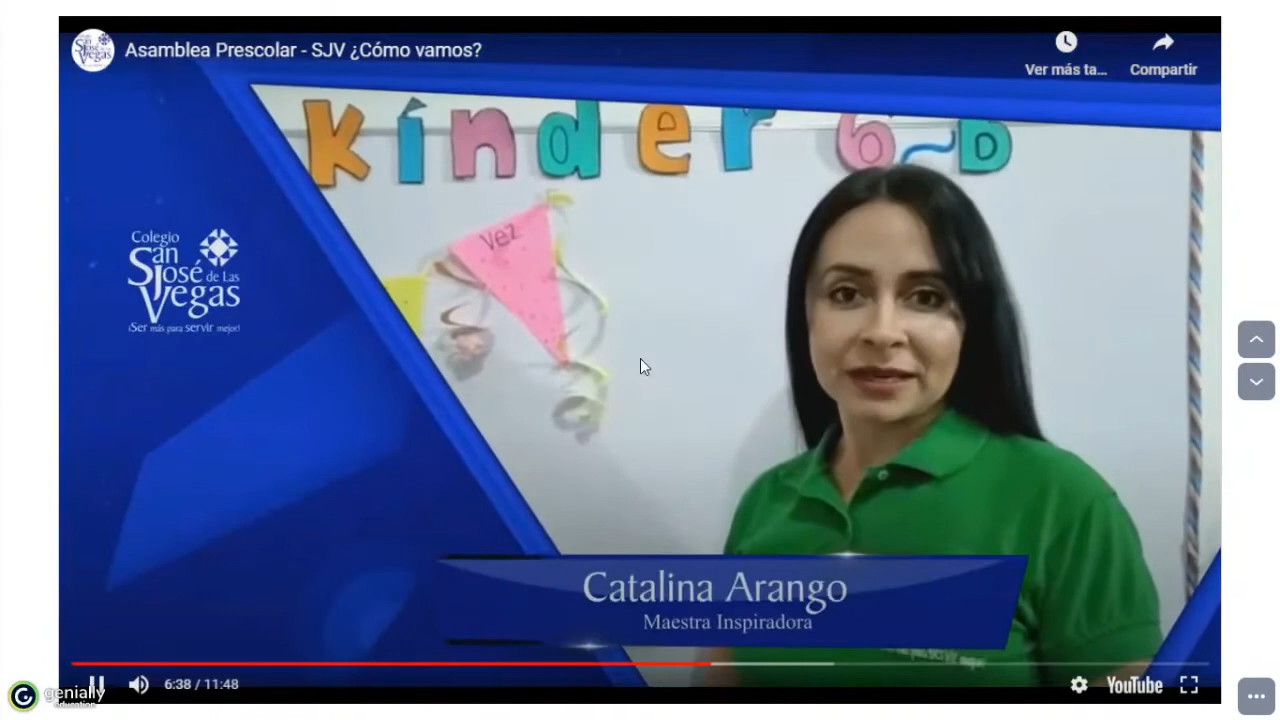 Asamblea Prescolar - SJV ¿Cómo vamos?
Ver más ta...
Compartir
kínder 6~D
Vez
Colegio
San
José de Las
Vegas
¡Ser más para servir mejor!
Catalina Arango
Maestra Inspiradora
6:38 / 11:48
YouTube
genially
education